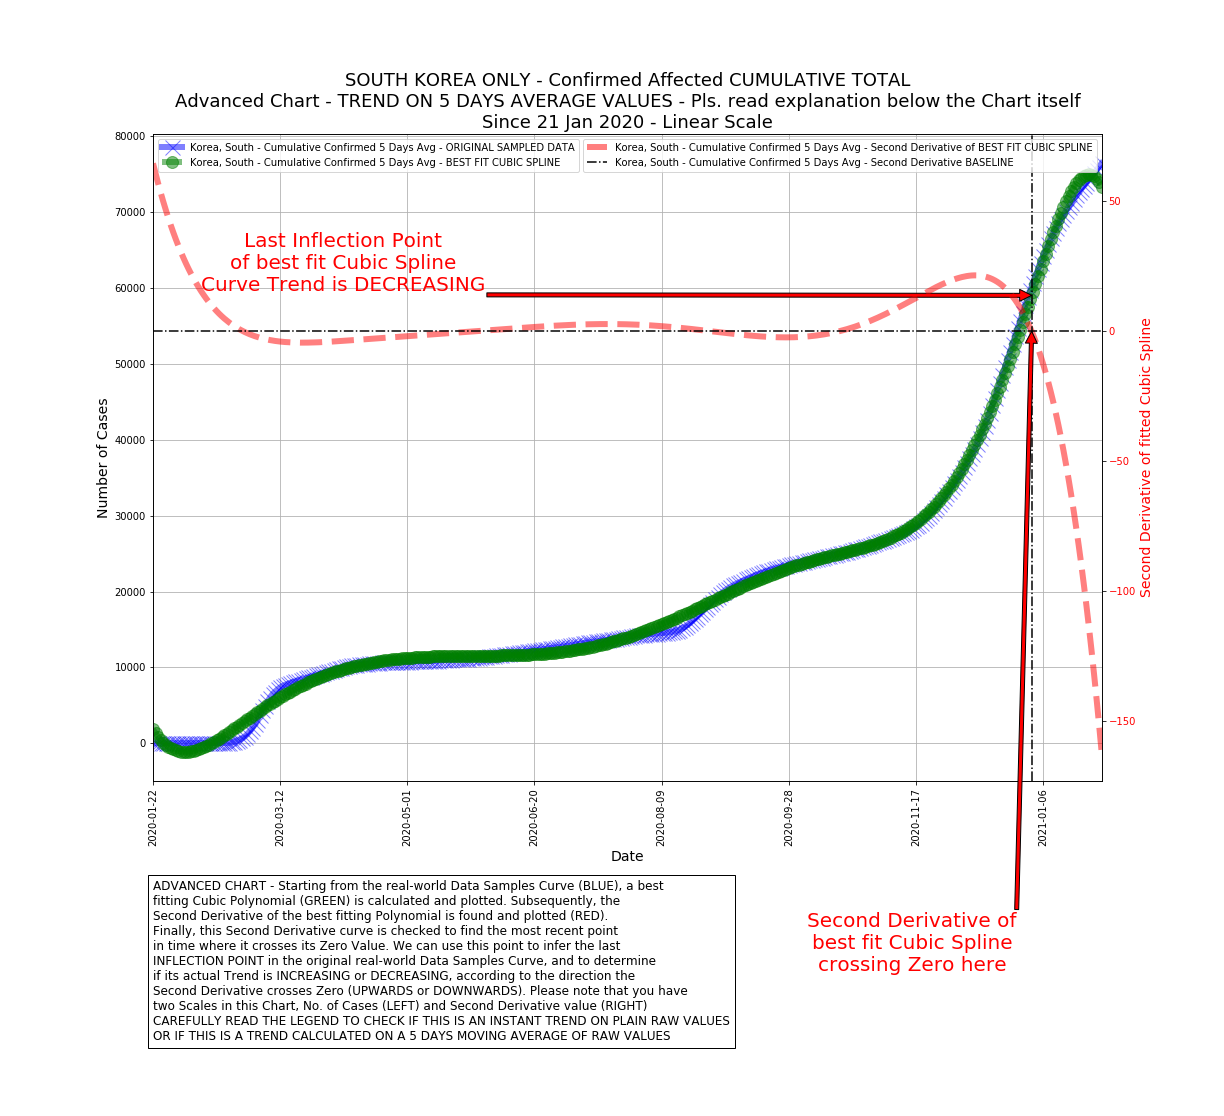 SOUTH KOREA ONLY - Confirmed Affected CUMULATIVE TOTAL
Advanced Chart - TREND ON 5 DAYS AVERAGE VALUES - Pls. read explanation below the Chart itself
Since 21 Jan 2020 - Linear Scale
Korea, South - Cumulative Confirmed 5 Days Avg - ORIGINAL SAMPLED DATA
Korea, South - Cumulative Confirmed 5 Days Avg - BEST FIT CUBIC SPLINE
Korea, South - Cumulative Confirmed 5 Days Avg - Second Derivative of BEST FIT CUBIC SPLINE
Korea, South - Cumulative Confirmed 5 Days Avg - Second Derivative BASELINE
Last Inflection Point
of best fit Cubic Spline
Curve Trend is DECREASING
Number of Cases
80000
70000
60000
50000
40000
30000
20000
10000
0
50
0
−50
−100
−150
Second Derivative of fitted Cubic Spline
2020-01-22
2020-03-12
2020-05-01
2020-06-20
2020-08-09
2020-09-28
2020-11-17
2021-01-06
Date
Second Derivative of
best fit Cubic Spline
crossing Zero here
ADVANCED CHART - Starting from the real-world Data Samples Curve (BLUE), a best
fitting Cubic Polynomial (GREEN) is calculated and plotted. Subsequently, the
Second Derivative of the best fitting Polynomial is found and plotted (RED).
Finally, this Second Derivative curve is checked to find the most recent point
in time where it crosses its Zero Value. We can use this point to infer the last
INFLECTION POINT in the original real-world Data Samples Curve, and to determine
if its actual Trend is INCREASING or DECREASING, according to the direction the
Second Derivative crosses Zero (UPWARDS or DOWNWARDS). Please note that you have
two Scales in this Chart, No. of Cases (LEFT) and Second Derivative value (RIGHT)
CAREFULLY READ THE LEGEND TO CHECK IF THIS IS AN INSTANT TREND ON PLAIN RAW VALUES
OR IF THIS IS A TREND CALCULATED ON A 5 DAYS MOVING AVERAGE OF RAW VALUES